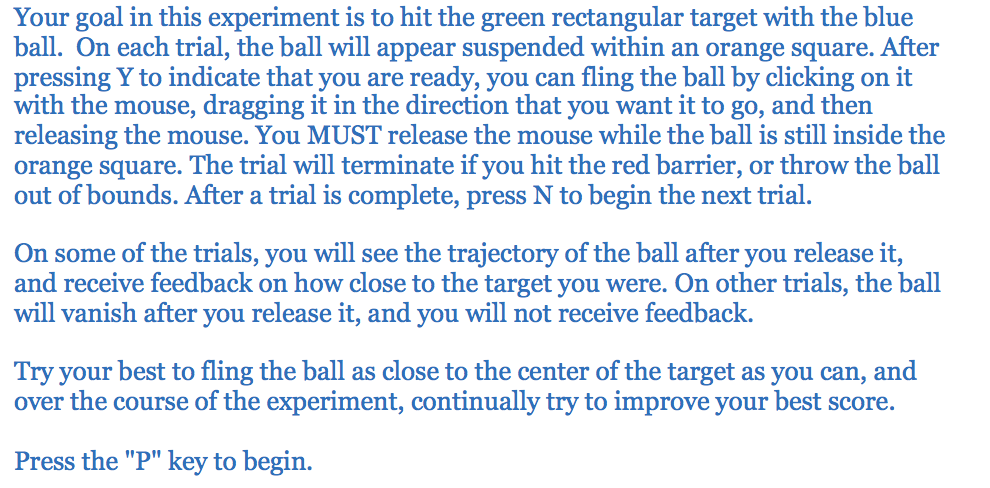 Your goal in this experiment is to hit the green rectangular target with the blue
ball.  On each trial, the ball will appear suspended within an orange square. After
pressing Y to indicate that you are ready, you can fling the ball by clicking on it
with the mouse, dragging it in the direction that you want it to go, and then
releasing the mouse. You MUST release the mouse while the ball is still inside the
orange square. The trial will terminate if you hit the red barrier, or throw the ball
out of bounds. After a trial is complete, press N to begin the next trial.

On some of the trials, you will see the trajectory of the ball after you release it,
and receive feedback on how close to the target you were. On other trials, the ball
will vanish after you release it, and you will not receive feedback.

Try your best to fling the ball as close to the center of the target as you can, and
over the course of the experiment, continually try to improve your best score.

Press the "P" key to begin.